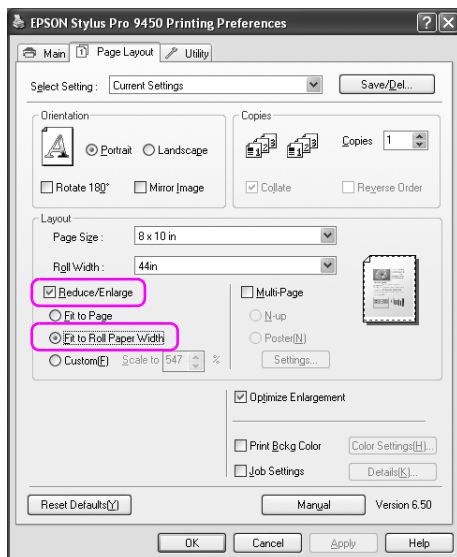 EPSON Stylus Pro 9450 Printing Preferences
Main Page Layout Utility
Select Setting : Current Settings Save/Del...
Orientation
Portrait Landscape
Rotate 180° Mirror Image
Copies
Copies 1
Collate Reverse Order
Layout
Page Size : 8 x 10 in
Roll Width : 44in
Reduce/Enlarge
Fit to Page
Fit to Roll Paper Width
Custom(F) Scale to 547 %
Multi-Page
N-up
Poster(N)
Settings...
Optimize Enlargement
Print Bckg Color Color Settings(H)...
Job Settings Details(K)...
Reset Defaults(Y) Manual Version 6.50
OK Cancel Apply Help